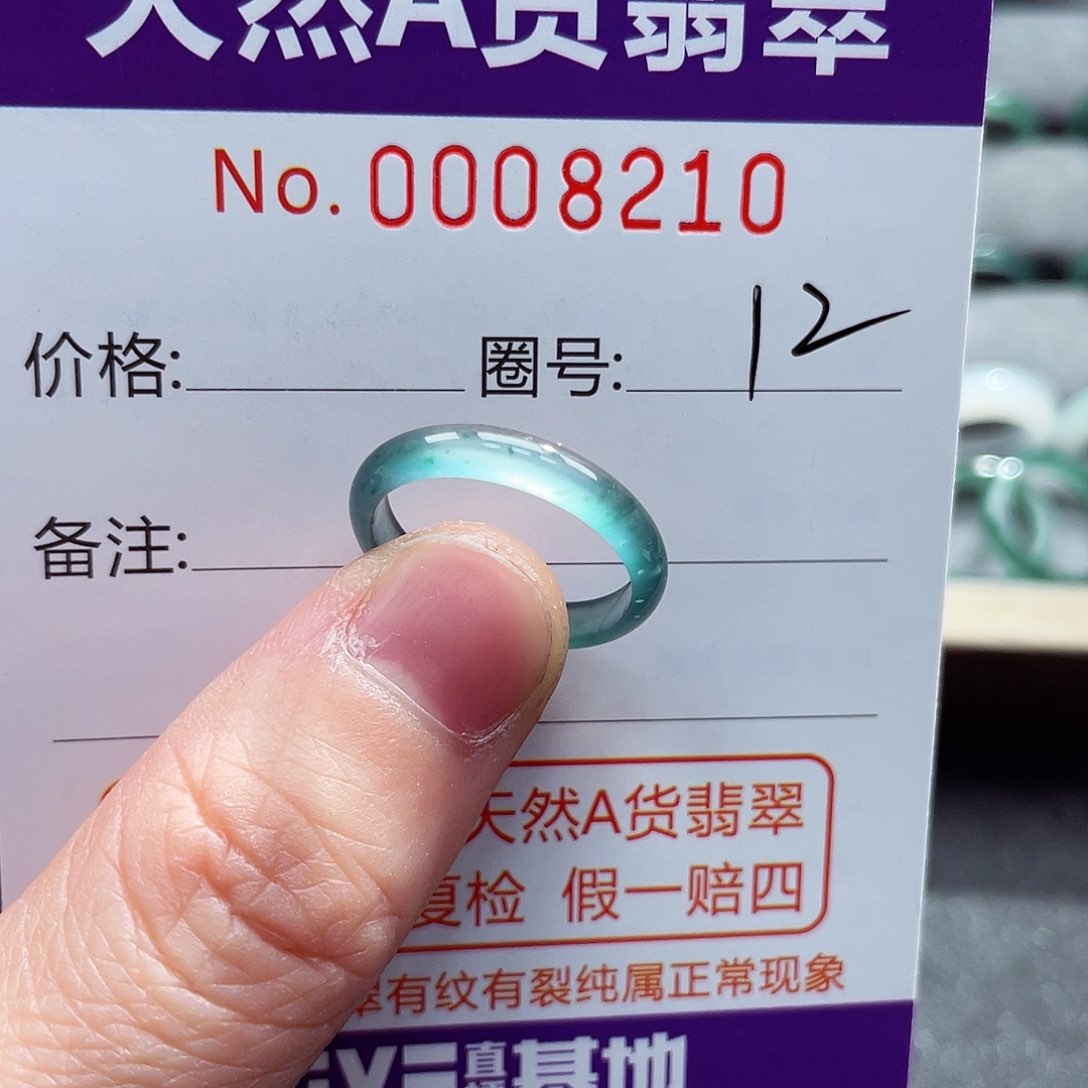 天然A货翡翠
No. 0008210
价格: 圈号: 12
备注:
天然A货翡翠
复检 假一赔四
翠有纹有裂纯属正常现象
基地